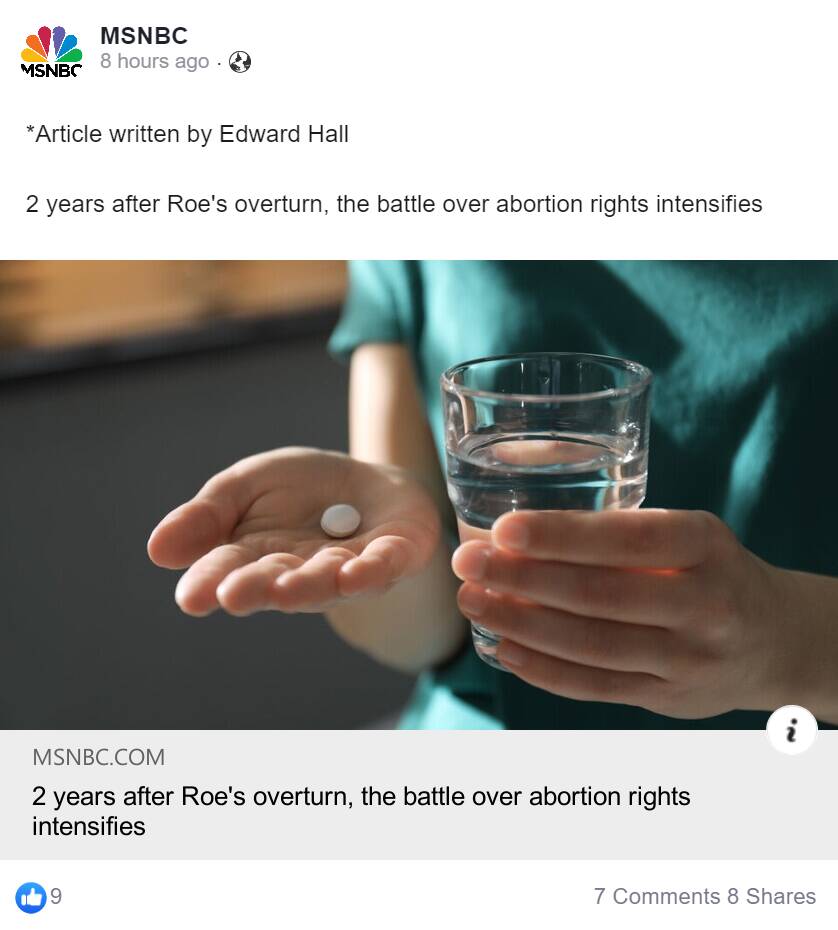 MSNBC
8 hours ago ·
MSNBC
*Article written by Edward Hall
2 years after Roe's overturn, the battle over abortion rights intensifies
i
MSNBC.COM
2 years after Roe's overturn, the battle over abortion rights
intensifies
9
7 Comments 8 Shares